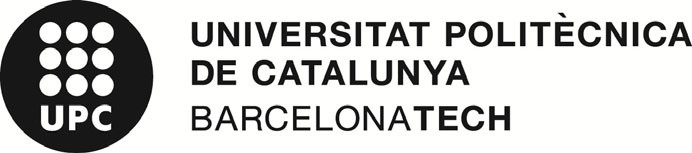 UPC
UNIVERSITAT POLITÈCNICA
DE CATALUNYA
BARCELONATECH